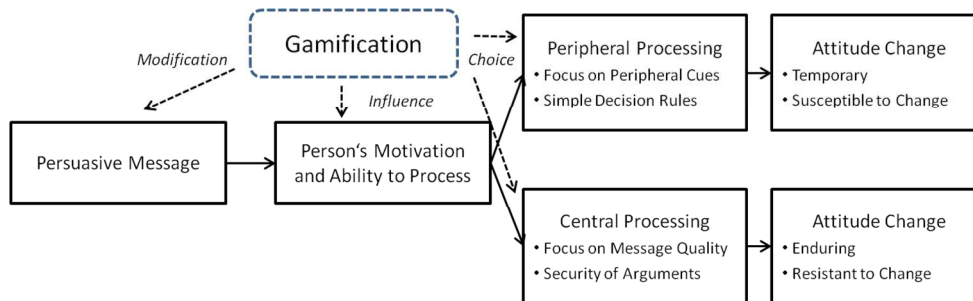 Gamification
Modification
Influence
Choice
Persuasive Message
Person‘s Motivation
and Ability to Process
Peripheral Processing
• Focus on Peripheral Cues
• Simple Decision Rules
Attitude Change
• Temporary
• Susceptible to Change
Central Processing
• Focus on Message Quality
• Security of Arguments
Attitude Change
• Enduring
• Resistant to Change